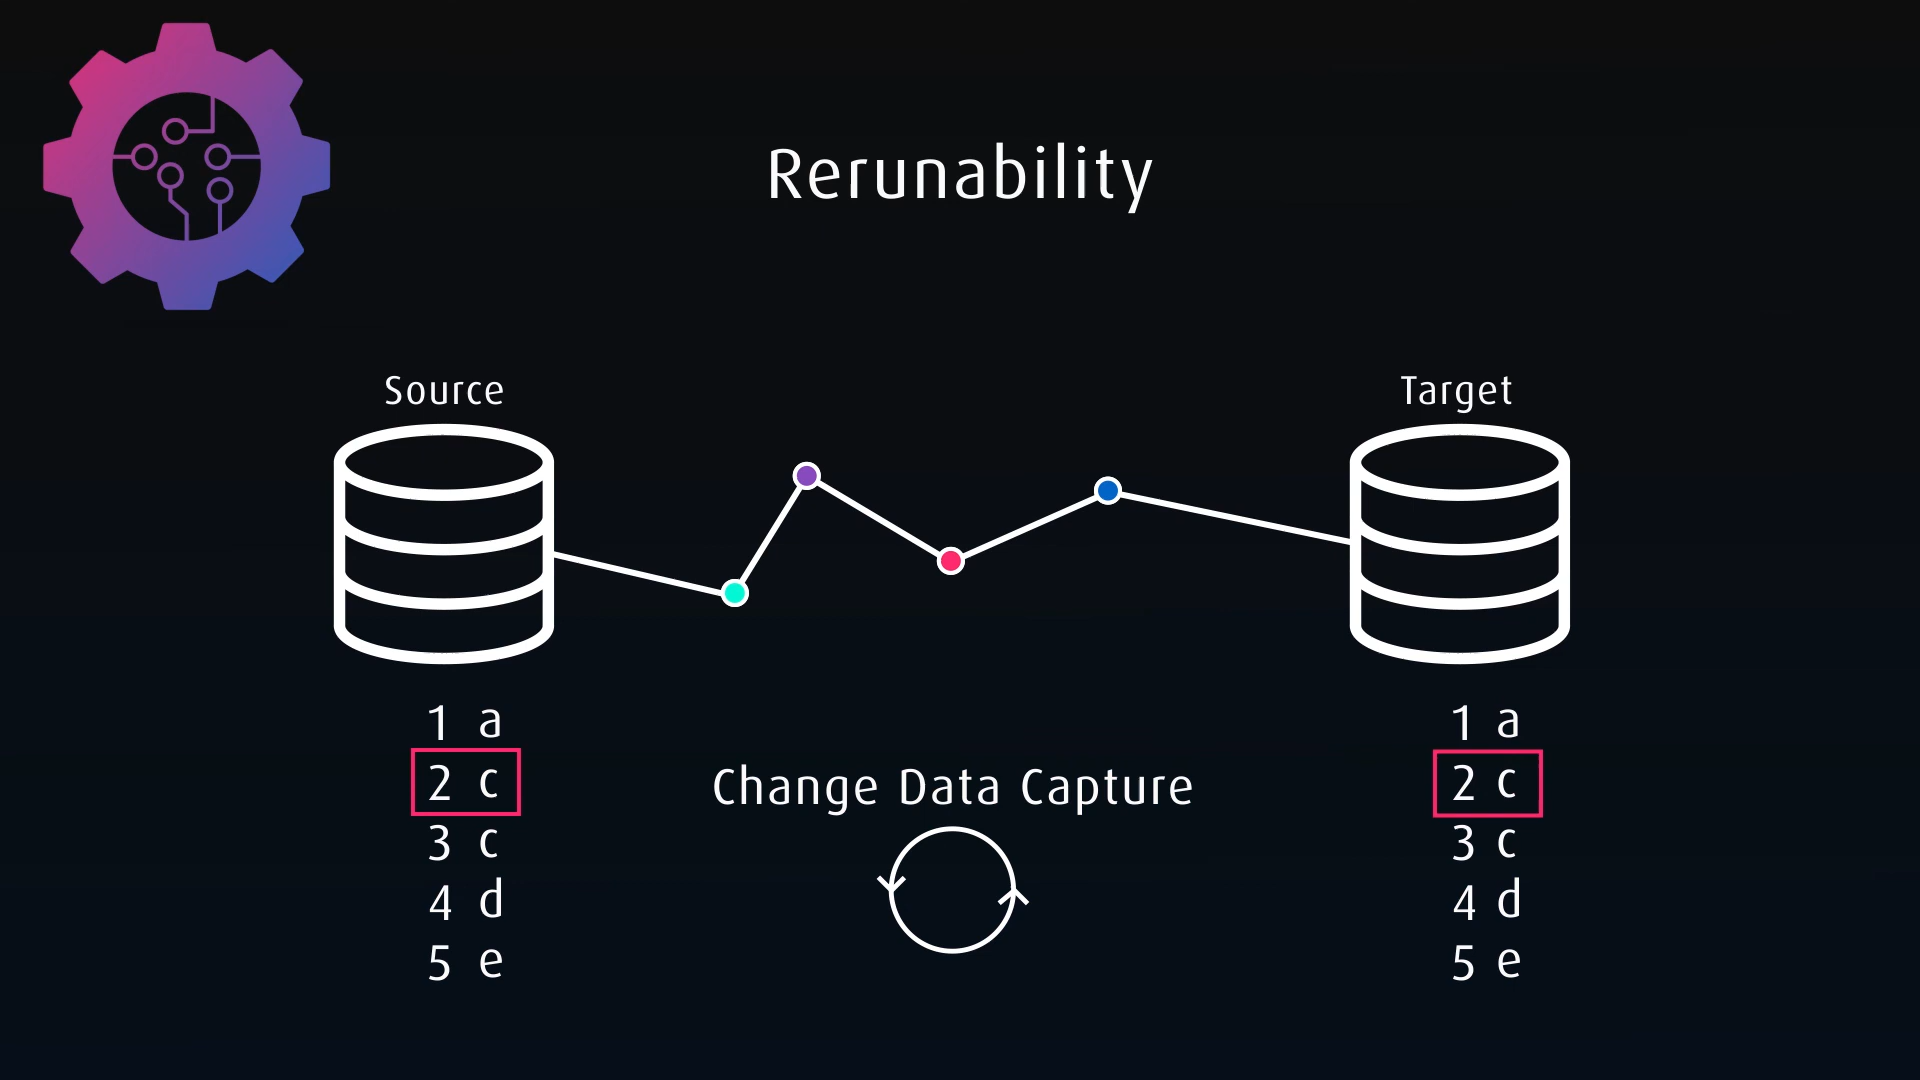 Rerunability
Source
Target
1 a
2 c
3 c
4 d
5 e
Change Data Capture
1 a
2 c
3 c
4 d
5 e